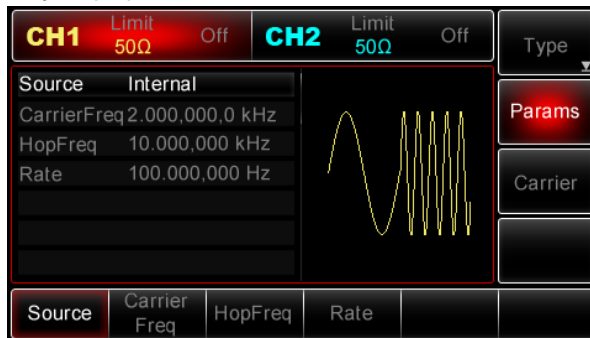 CH1 Limit 50Ω Off CH2 Limit 50Ω Off
Type
Source Internal
CarrierFreq 2.000,000,0 kHz
HopFreq 10.000,000 kHz
Rate 100.000,000 Hz
Params
Carrier
Source Carrier Freq HopFreq Rate